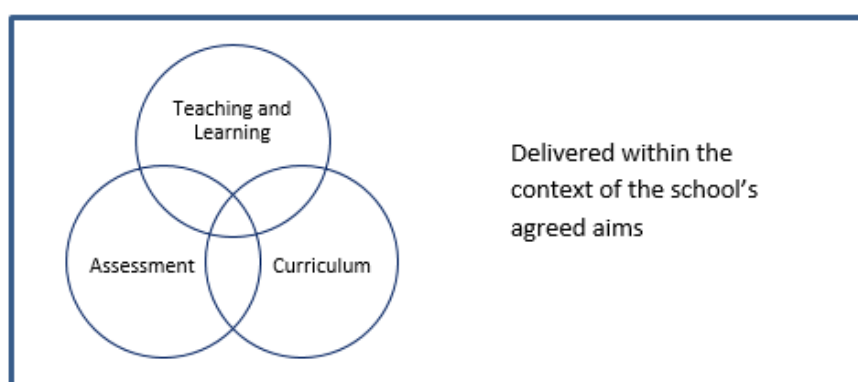 Teaching and
Learning
Assessment
Curriculum
Delivered within the
context of the school’s
agreed aims